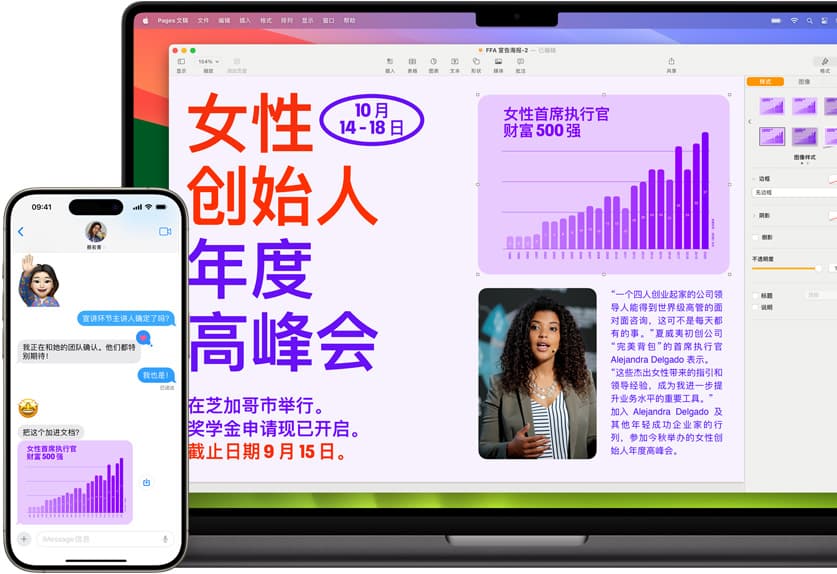 Pages 文稿 文件 编辑 插入 格式 排列 显示 窗口 帮助
FFA 宣告海报-2 — 已编辑
164%
显示 缩放 添加页面 插入 表格 图表 文本 形状 媒体 批注 共享 格式
女性
创始人
年度
高峰会
10 月
14 – 18 日
在芝加哥市举行。
奖学金申请现已开启。
截止日期 9 月 15 日。
女性首席执行官
财富 500 强
“一个四人创业起家的公司领
导人能得到世界级高管的面
对面咨询，这可不是每天都
有的事。”夏威夷初创公司
“完美背包”的首席执行官
Alejandra Delgado 表示。
“这些杰出女性带来的指引和
领导经验，成为我进一步提
升业务水平的重要工具。”
加入 Alejandra Delgado 及
其他年轻成功企业家的行
列，参加今秋举办的女性创
始人年度高峰会。
样式 图像
图像样式
边框
无边框
阴影
倒影
不透明度
标题
说明
09:41
宣讲环节主讲人确定了吗?
我正在和她的团队确认。他们都特
别期待!
我也是!
已送达
把这个加进文档?
女性首席执行官
财富 500 强
iMessage 信息